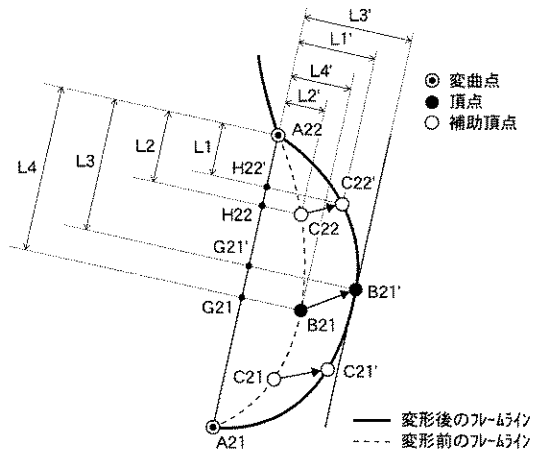 L3'
L1'
L4'
L2'
変曲点
頂点
補助頂点
A22
L4
L3
L2
L1
H22'
C22'
H22
C22
G21'
G21
B21'
B21
C21
C21'
A21
変形後のフレームライン
変形前のフレームライン